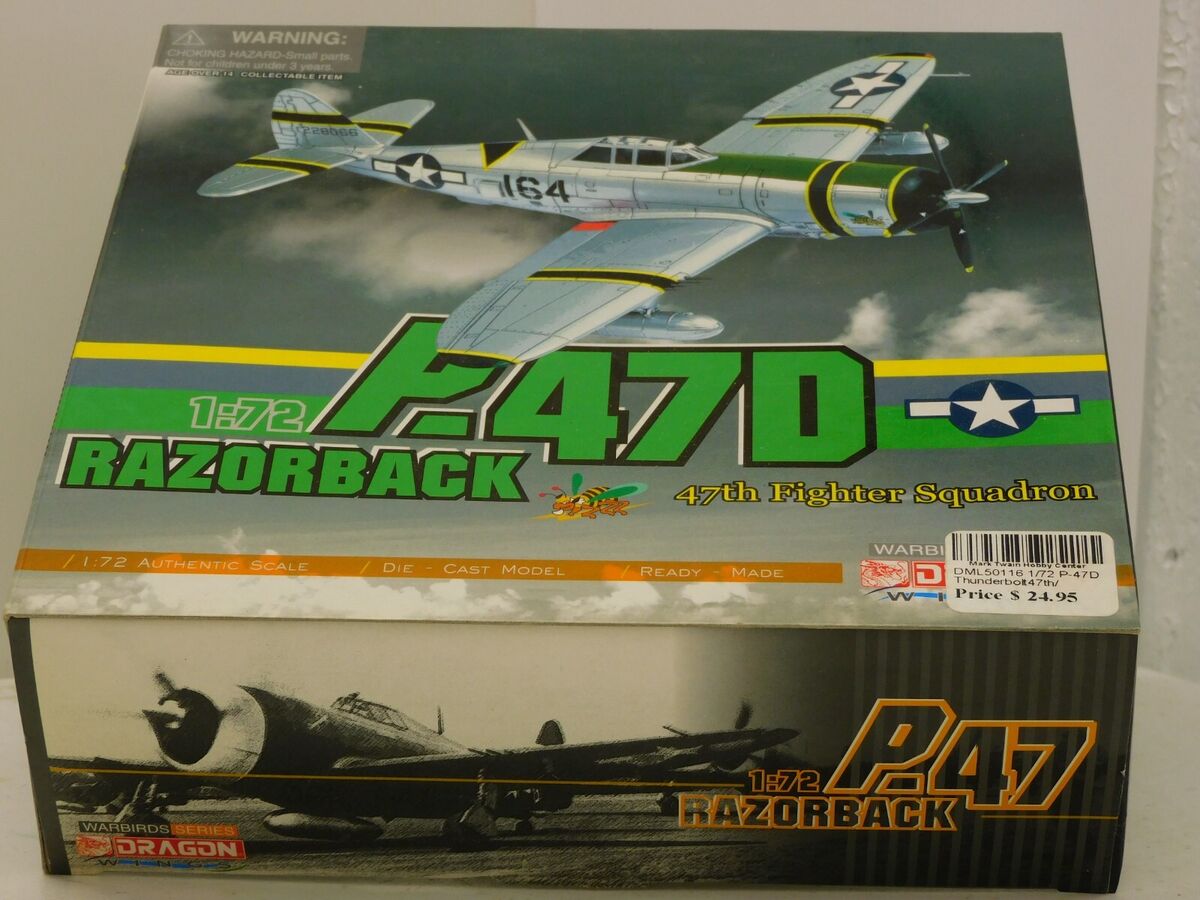 WARNING:
CHOKING HAZARD-Small parts.
Not for children under 3 years.
AGE OVER 14 COLLECTABLE ITEM
228066
164
P-47D
1:72
RAZORBACK
47th Fighter Squadron
/ 1:72 AUTHENTIC SCALE / DIE - CAST MODEL / READY - MADE
WARBI
D
Mark Twain Hobby Center
DML50116 1/72 P-47D
Thunderbolt47th/
Price $ 24.95
P-47
1:72
RAZORBACK
WARBIRDS SERIES
DRAGON
WINGS